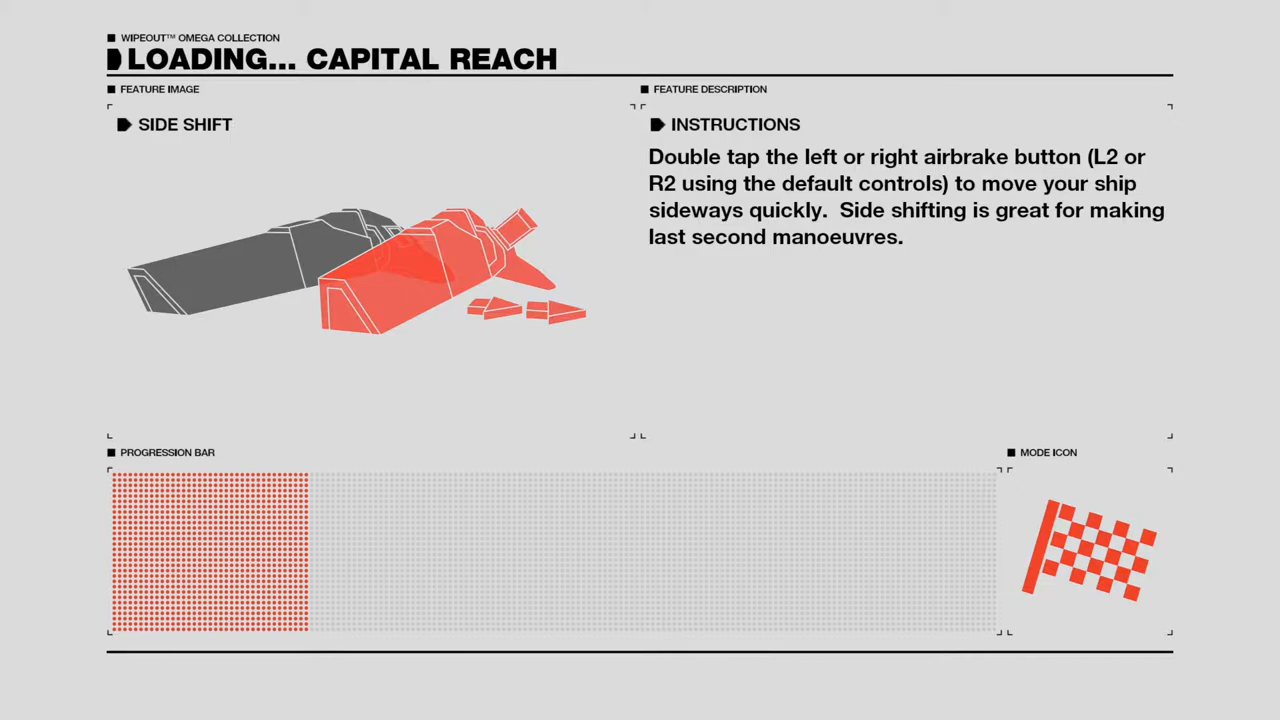 WIPEOUT™ OMEGA COLLECTION
LOADING... CAPITAL REACH
FEATURE IMAGE
SIDE SHIFT
FEATURE DESCRIPTION
INSTRUCTIONS
Double tap the left or right airbrake button (L2 or
R2 using the default controls) to move your ship
sideways quickly.  Side shifting is great for making
last second manoeuvres.
PROGRESSION BAR
MODE ICON